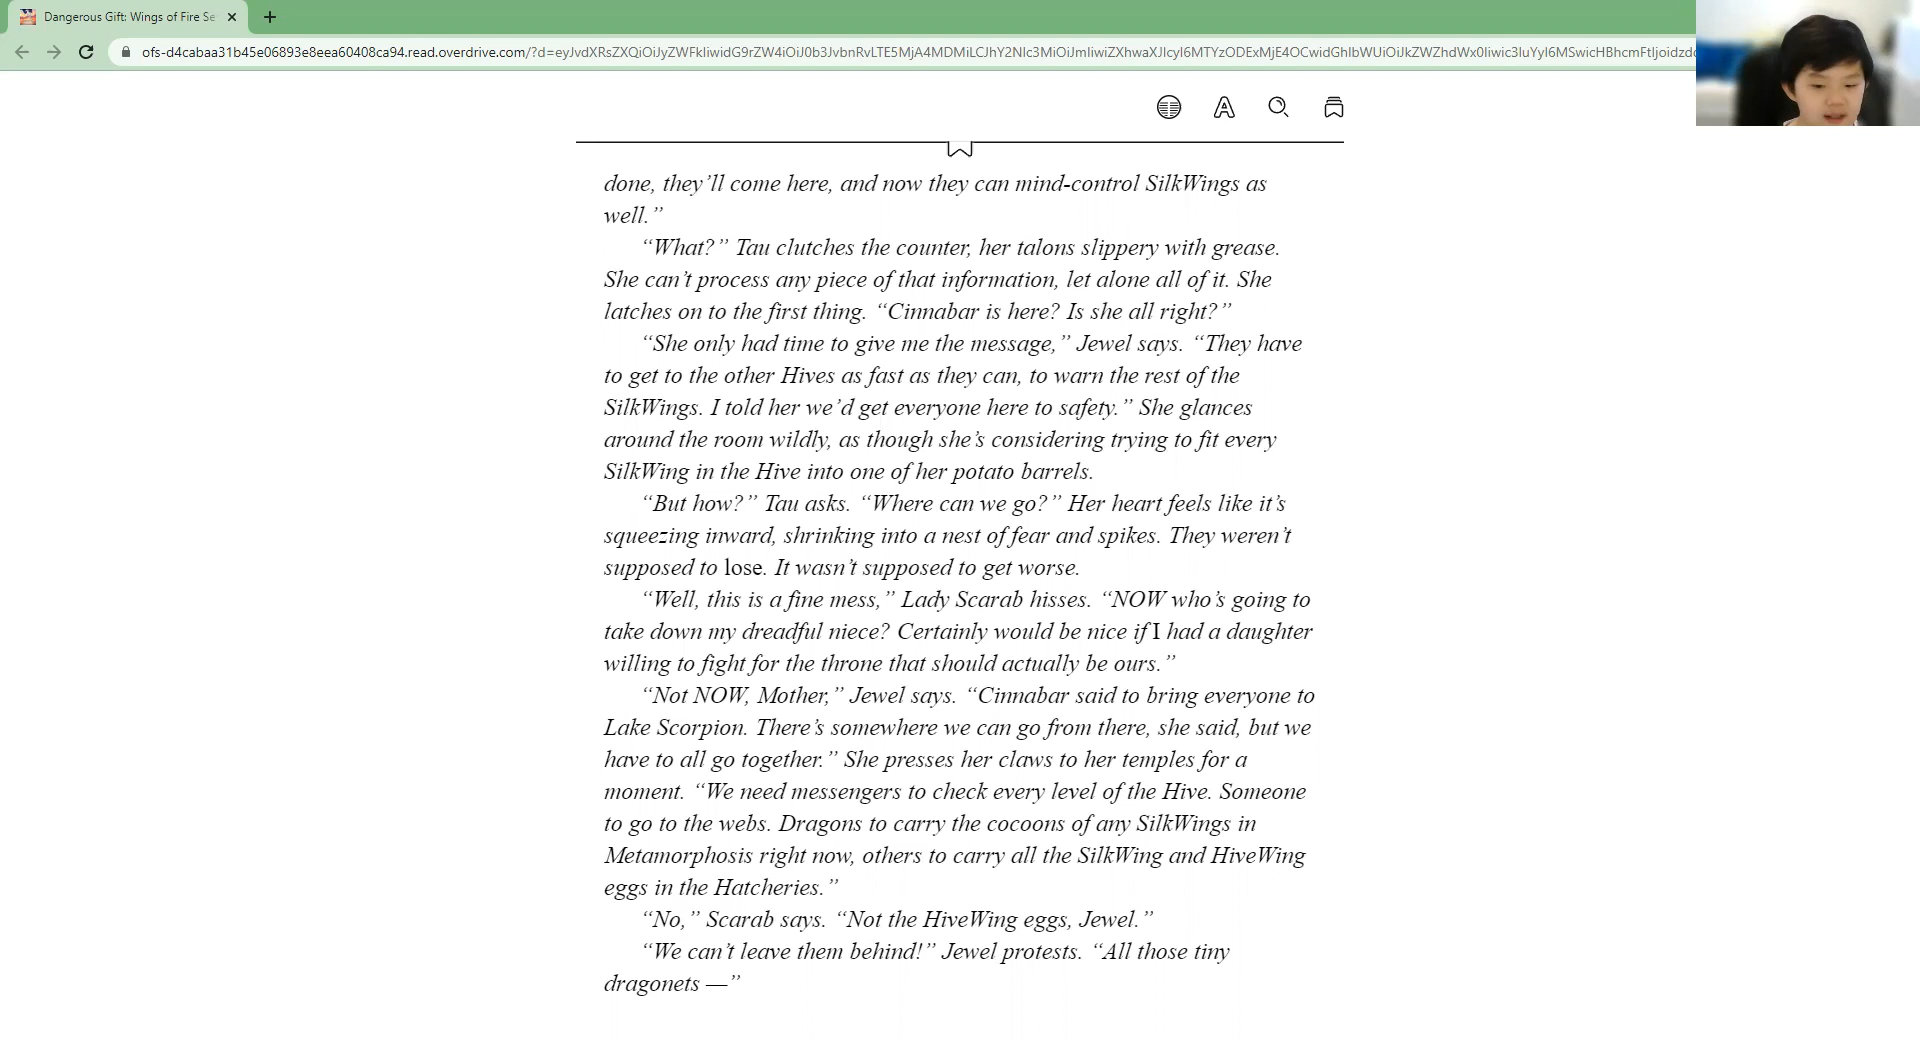 Dangerous Gift: Wings of Fire Se
ofs-d4cabaa31b45e06893e8eea60408ca94.read.overdrive.com/
done, they’ll come here, and now they can mind-control SilkWings as
well.”
“What?” Tau clutches the counter, her talons slippery with grease.
She can’t process any piece of that information, let alone all of it. She
latches on to the first thing. “Cinnabar is here? Is she all right?”
“She only had time to give me the message,” Jewel says. “They have
to get to the other Hives as fast as they can, to warn the rest of the
SilkWings. I told her we’d get everyone here to safety.” She glances
around the room wildly, as though she’s considering trying to fit every
SilkWing in the Hive into one of her potato barrels.
“But how?” Tau asks. “Where can we go?” Her heart feels like it’s
squeezing inward, shrinking into a nest of fear and spikes. They weren’t
supposed to lose. It wasn’t supposed to get worse.
“Well, this is a fine mess,” Lady Scarab hisses. “NOW who’s going to
take down my dreadful niece? Certainly would be nice if I had a daughter
willing to fight for the throne that should actually be ours.”
“Not NOW, Mother,” Jewel says. “Cinnabar said to bring everyone to
Lake Scorpion. There’s somewhere we can go from there, she said, but we
have to all go together.” She presses her claws to her temples for a
moment. “We need messengers to check every level of the Hive. Someone
to go to the webs. Dragons to carry the cocoons of any SilkWings in
Metamorphosis right now, others to carry all the SilkWing and HiveWing
eggs in the Hatcheries.”
“No,” Scarab says. “Not the HiveWing eggs, Jewel.”
“We can’t leave them behind!” Jewel protests. “All those tiny
dragonets —”